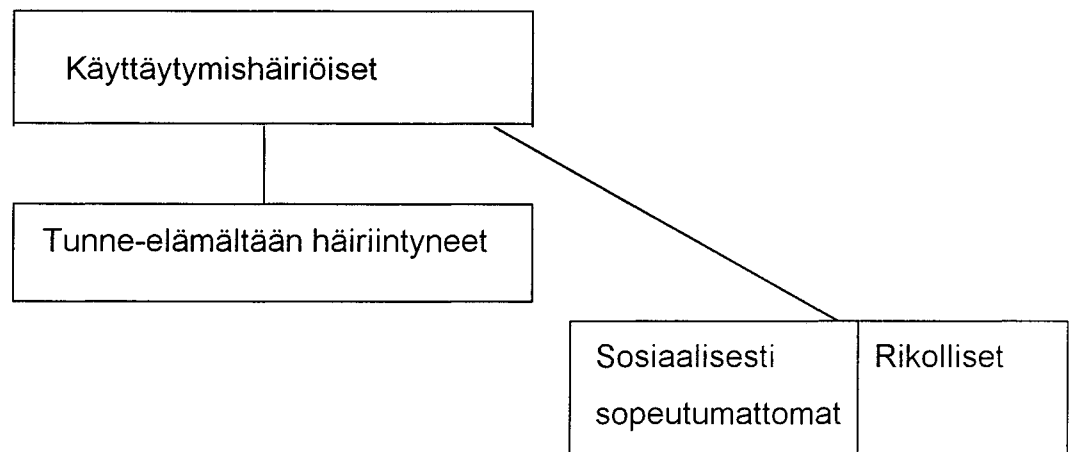 Käyttäytymishäiriöiset
Tunne-elämältään häiriintyneet
Sosiaalisesti
sopeutumattomat
Rikolliset